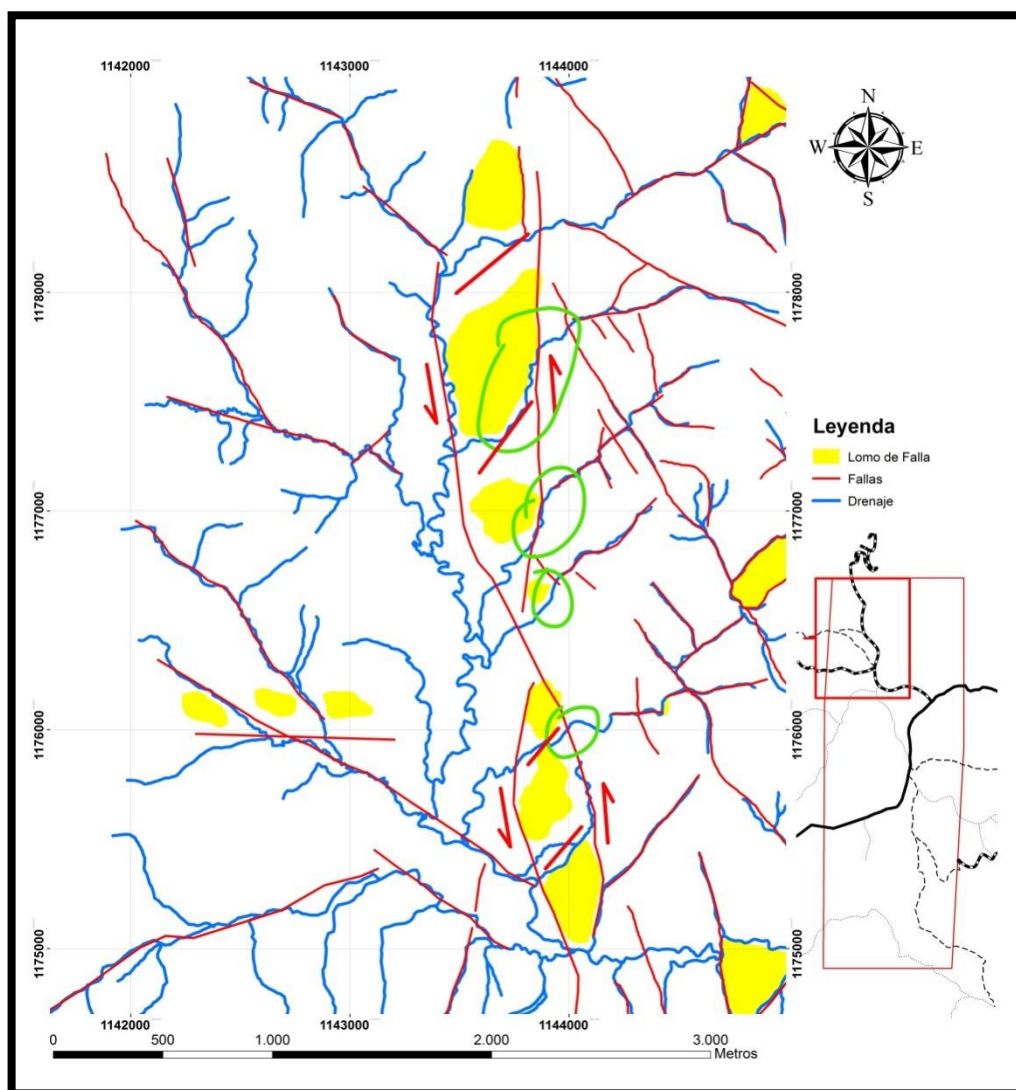 1142000 1143000 1144000
N
W E
S
1178000 1178000
1177000 1177000
1176000 1176000
1175000 1175000
Leyenda
Lomo de Falla
Fallas
Drenaje
1142000 1143000 1144000
0 500 1.000 2.000 3.000
Metros